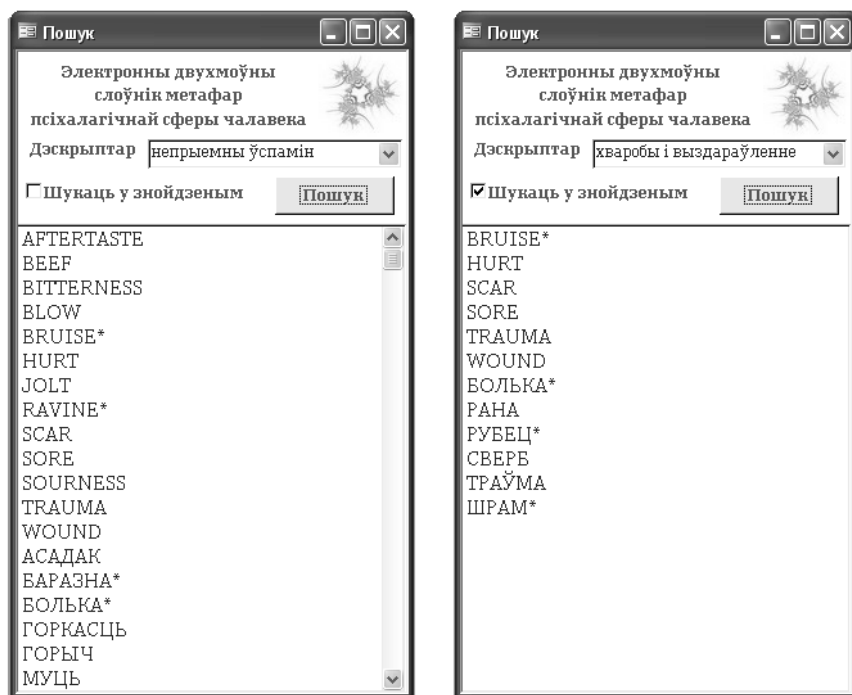 Пошук
Электронны двухмоўны
слоўнік метафар
псіхалагічнай сферы чалавека
Дэскрыптар непрыемны ўспамін
Шукаць у знойдзеным Пошук
AFTERTASTE
BEEF
BITTERNESS
BLOW
BRUISE*
HURT
JOLT
RAVINE*
SCAR
SORE
SOURNESS
TRAUMA
WOUND
АСАДАК
БАРАЗНА*
БОЛЬКА*
ГОРКАСЦЬ
ГОРЫЧ
МУЦЬ
Пошук
Электронны двухмоўны
слоўнік метафар
псіхалагічнай сферы чалавека
Дэскрыптар хваробы і выздараўленне
Шукаць у знойдзеным Пошук
BRUISE*
HURT
SCAR
SORE
TRAUMA
WOUND
БОЛЬКА*
РАНА
РУБЕЦ*
СВЕРБ
ТРАЎМА
ШРАМ*